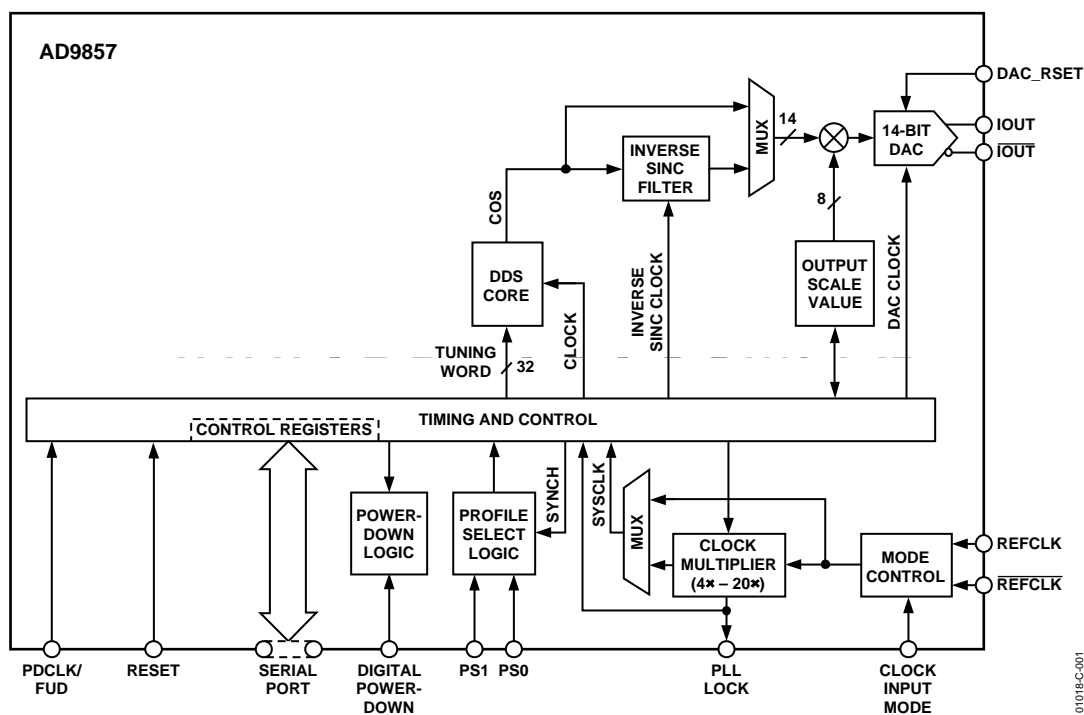 AD9857
DAC_RSET
14
MUX
14-BIT
DAC
IOUT
IOUT
INVERSE
SINC
FILTER
8
COS
DDS
CORE
CLOCK
INVERSE
SINC CLOCK
OUTPUT
SCALE
VALUE
DAC CLOCK
TUNING
WORD
32
TIMING AND CONTROL
CONTROL REGISTERS
POWER-
DOWN
LOGIC
PROFILE
SELECT
LOGIC
SYNCH
SYSCLK
MUX
CLOCK
MULTIPLIER
(4× – 20×)
MODE
CONTROL
REFCLK
REFCLK
PDCLK/
FUD
RESET
SERIAL
PORT
DIGITAL
POWER-
DOWN
PS1
PS0
PLL
LOCK
CLOCK
INPUT
MODE
01018-C-001